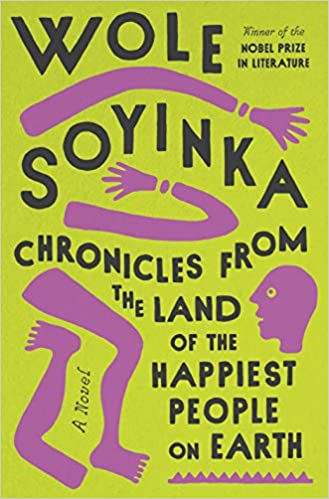 WOLE
Winner of the
NOBEL PRIZE
IN LITERATURE
SOYINKA
CHRONICLES FROM
THE LAND
OF THE
HAPPIEST
PEOPLE
ON EARTH
A Novel